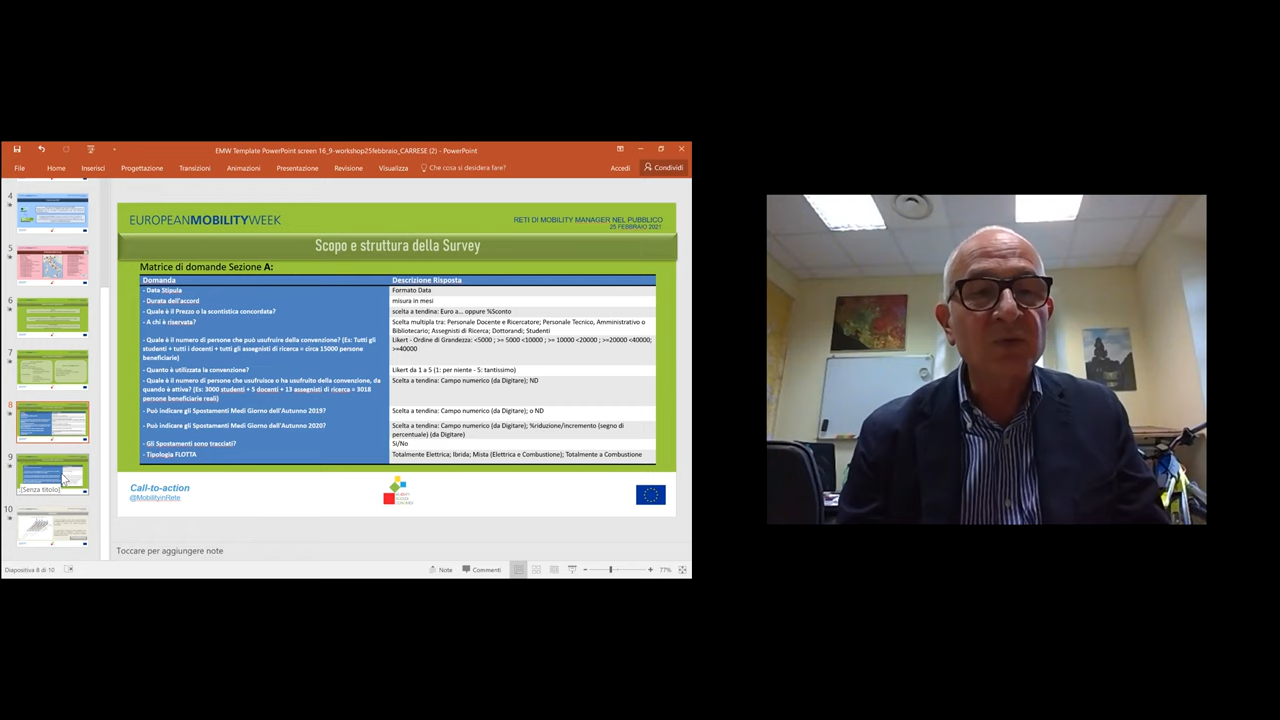 EMW Template PowerPoint screen 16_9-workshop25febbraio_CARRESE (2) - PowerPoint
File Home Inserisci Progettazione Transizioni Animazioni Presentazione Revisione Visualizza Che cosa si desidera fare? Accedi Condividi
4
5
6
7
8
9
10
[Senza titolo]
EUROPEANMOBILITYWEEK
RETI DI MOBILITY MANAGER NEL PUBBLICO
25 FEBBRAIO 2021
Scopo e struttura della Survey
Matrice di domande Sezione A:
Domanda Descrizione Risposta
- Data Stipula Formato Data
- Durata dell'accord misura in mesi
- Quale è il Prezzo o la scontistica concordata? scelta a tendina: Euro a... oppure %Sconto
- A chi è riservata? Scelta multipla tra: Personale Docente e Ricercatore; Personale Tecnico, Amministrativo o
Bibliotecario; Assegnisti di Ricerca; Dottorandi; Studenti
- Quale è il numero di persone che può usufruire della convenzione? (Es: Tutti gli Likert - Ordine di Grandezza: <5000 ; >= 5000 <10000 ; >= 10000 <20000 ; >=20000 <40000;
studenti + tutti i docenti + tutti gli assegnisti di ricerca = circa 15000 persone >=40000
beneficiarie)
- Quanto è utilizzata la convenzione? Likert da 1 a 5 (1: per niente - 5: tantissimo)
- Quale è il numero di persone che usufruisce o ha usufruito della convenzione, da Scelta a tendina: Campo numerico (da Digitare); ND
quando è attiva? (Es: 3000 studenti + 5 docenti + 13 assegnisti di ricerca = 3018
persone beneficiarie reali)
- Può indicare gli Spostamenti Medi Giorno dell'Autunno 2019? Scelta a tendina: Campo numerico (da Digitare); o ND
- Può indicare gli Spostamenti Medi Giorno dell'Autunno 2020? Scelta a tendina: Campo numerico (da Digitare); %riduzione/incremento (segno di
percentuale) (da Digitare)
- Gli Spostamenti sono tracciati? Si/No
- Tipologia FLOTTA Totalmente Elettrica; Ibrida; Mista (Elettrica e Combustione); Totalmente a Combustione
Call-to-action
@MobilityinRete
Toccare per aggiungere note
Diapositiva 8 di 10 Note Commenti 77%